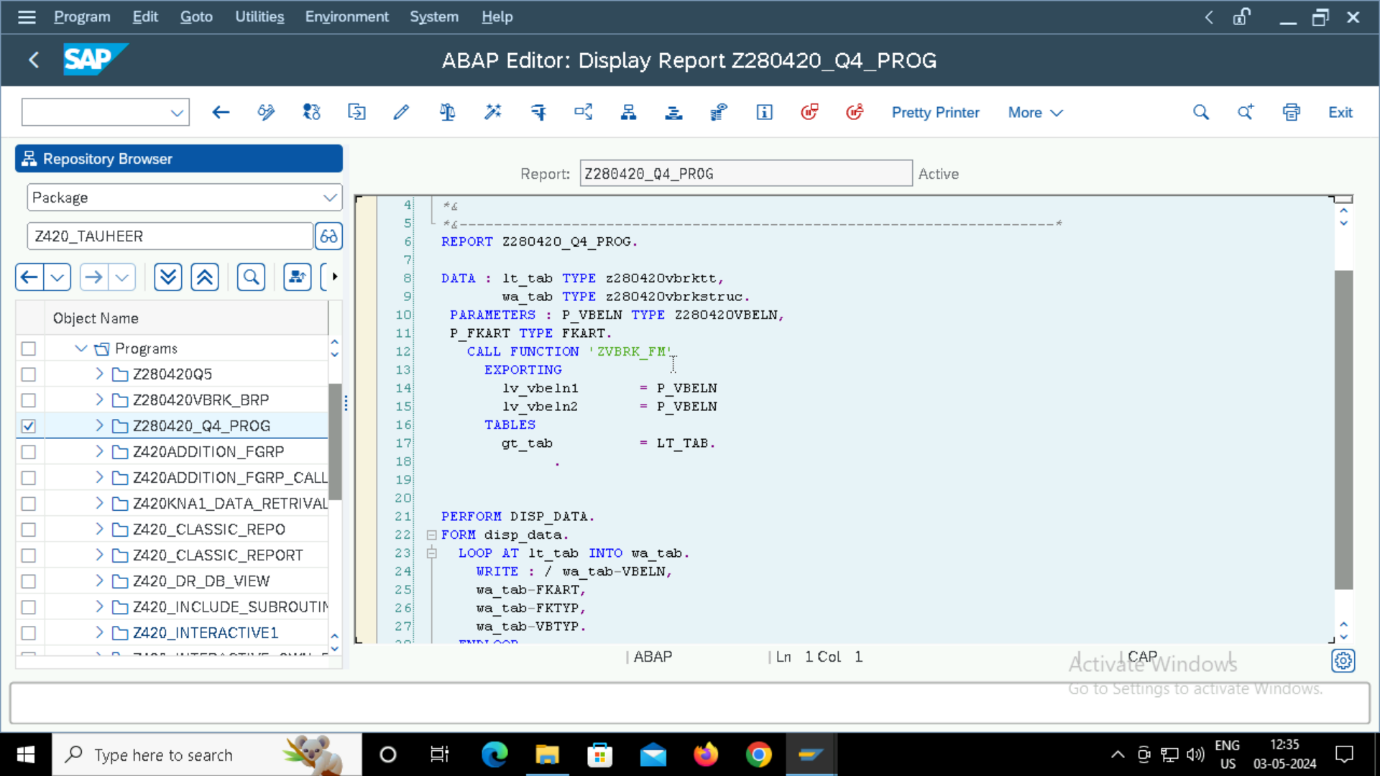 Program Edit Goto Utilities Environment System Help
SAP ABAP Editor: Display Report Z280420_Q4_PROG
Pretty Printer More Exit
Repository Browser
Report: Z280420_Q4_PROG Active
Package
Z420_TAUHEER
Object Name
Programs
Z280420Q5
Z280420VBRK_BRP
Z280420_Q4_PROG
Z420ADDITION_FGRP
Z420ADDITION_FGRP_CALL
Z420KNA1_DATA_RETRIVAL
Z420_CLASSIC_REPO
Z420_CLASSIC_REPORT
Z420_DR_DB_VIEW
Z420_INCLUDE_SUBROUTIN
Z420_INTERACTIVE1
4 *&
5 *&---------------------------------------------------------------------*
6 REPORT Z280420_Q4_PROG.
7
8 DATA : lt_tab TYPE z280420vbrktt,
9 wa_tab TYPE z280420vbrkstruc.
10 PARAMETERS : P_VBELN TYPE Z280420VBELN,
11 P_FKART TYPE FKART.
12 CALL FUNCTION 'ZVBRK_FM'
13 EXPORTING
14 lv_vbeln1 = P_VBELN
15 lv_vbeln2 = P_VBELN
16 TABLES
17 gt_tab = LT_TAB.
18 .
19
20
21 PERFORM DISP_DATA.
22 FORM disp_data.
23 LOOP AT lt_tab INTO wa_tab.
24 WRITE : / wa_tab-VBELN,
25 wa_tab-FKART,
26 wa_tab-FKTYP,
27 wa_tab-VBTYP.
28 ENDLOOP
ABAP Ln 1 Col 1 CAP
Activate Windows
Go to Settings to activate Windows.
Type here to search
ENG
US
12:35
03-05-2024